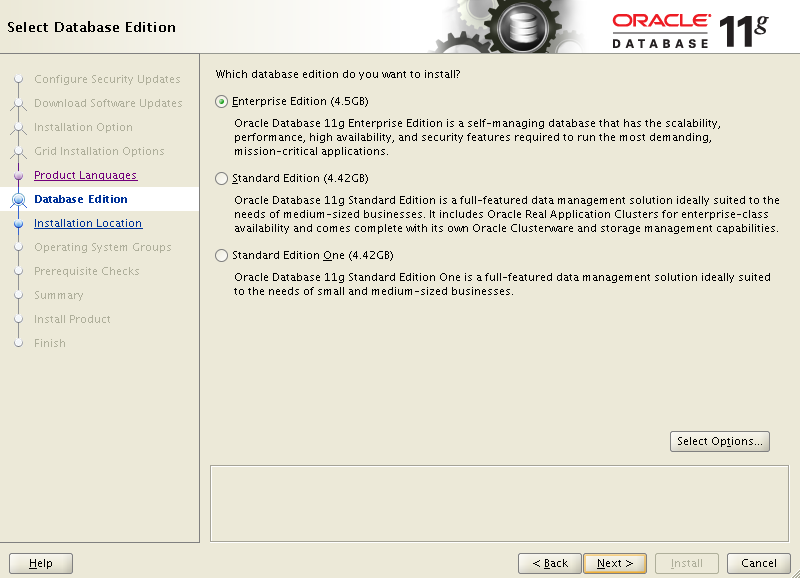 Select Database Edition
ORACLE
DATABASE
11g
Configure Security Updates
Download Software Updates
Installation Option
Grid Installation Options
Product Languages
Database Edition
Installation Location
Operating System Groups
Prerequisite Checks
Summary
Install Product
Finish
Which database edition do you want to install?
Enterprise Edition (4.5GB)
Oracle Database 11g Enterprise Edition is a self-managing database that has the scalability,
performance, high availability, and security features required to run the most demanding,
mission-critical applications.
Standard Edition (4.42GB)
Oracle Database 11g Standard Edition is a full-featured data management solution ideally suited to the
needs of medium-sized businesses. It includes Oracle Real Application Clusters for enterprise-class
availability and comes complete with its own Oracle Clusterware and storage management capabilities.
Standard Edition One (4.42GB)
Oracle Database 11g Standard Edition One is a full-featured data management solution ideally suited
to the needs of small and medium-sized businesses.
Select Options...
Help
< Back
Next >
Install
Cancel